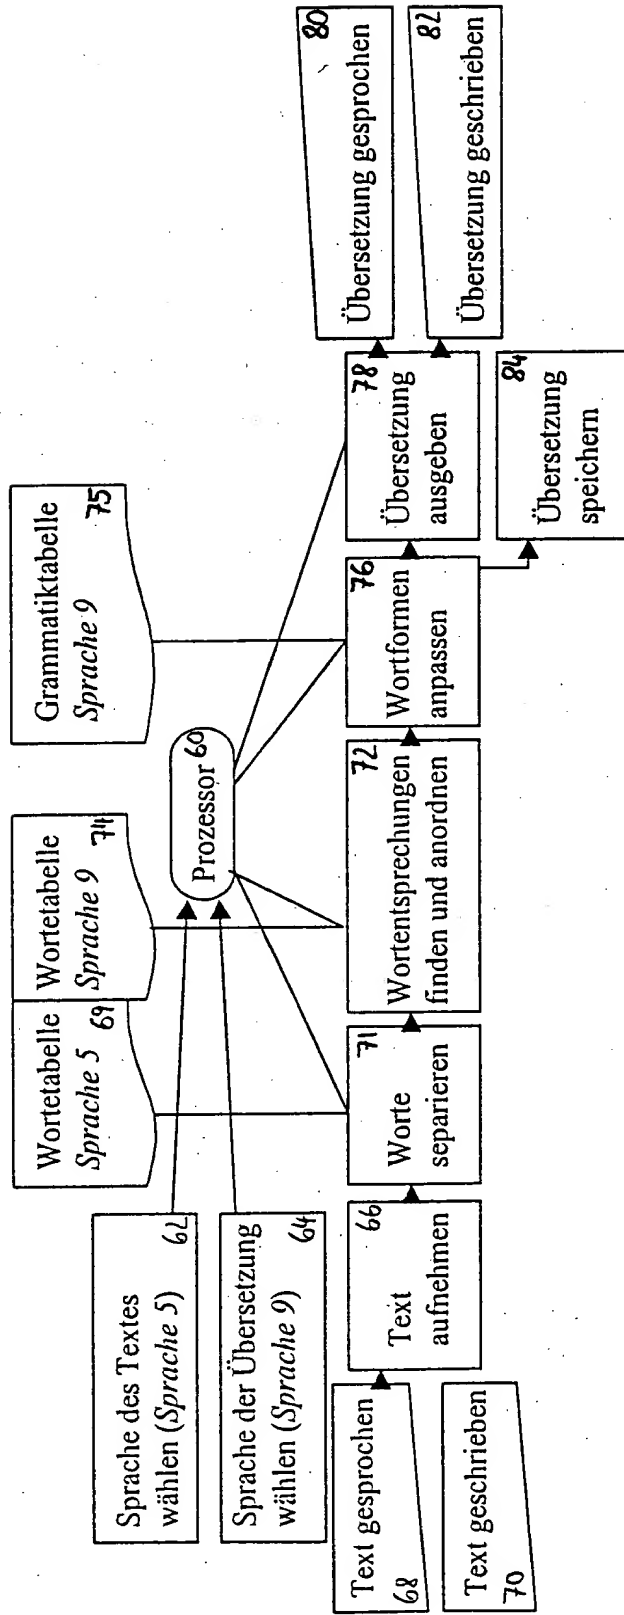 Wortetabelle
Sprache 5 69
Wortetabelle
Sprache 9 74
Grammatiktabelle
Sprache 9 75
Sprache des Textes
wählen (Sprache 5)
62
Sprache der Übersetzung
wählen (Sprache 9)
64
Prozessor 60
Text gesprochen
68
Text geschrieben
70
66
Text
aufnehmen
71
Worte
separieren
72
Wortentsprechungen
finden und anordnen
76
Wortformen
anpassen
78
Übersetzung
ausgeben
80
Übersetzung gesprochen
82
Übersetzung geschrieben
84
Übersetzung
speichern